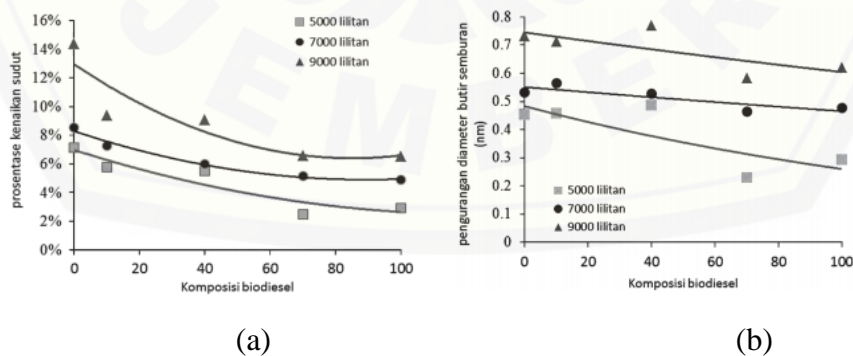 16%
14%
12%
10%
8%
6%
4%
2%
0%
prosentase kenaikan sudut
5000 lilitan
7000 lilitan
9000 lilitan
0 20 40 60 80 100
Komposisi biodiesel
(a)
0.8
0.7
0.6
0.5
0.4
0.3
0.2
0.1
0
pengurangan diameter butir semburan
(nm)
5000 lilitan
7000 lilitan
9000 lilitan
0 20 40 60 80 100
Komposisi biodiesel
(b)
JEMBER